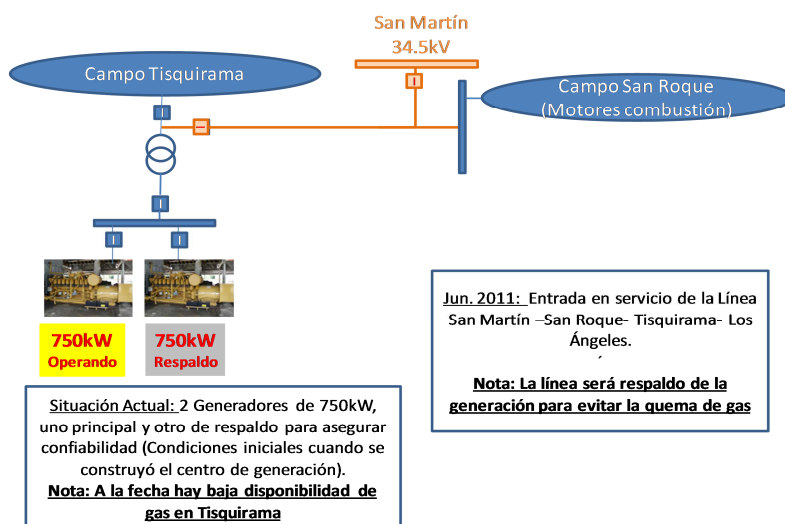 San Martín
34.5kV
Campo Tisquirama
Campo San Roque
(Motores combustión)
750kW
Operando
750kW
Respaldo
Jun. 2011: Entrada en servicio de la Línea
San Martín –San Roque- Tisquirama- Los
Ángeles.
Nota: La línea será respaldo de la
generación para evitar la quema de gas
Situación Actual: 2 Generadores de 750kW,
uno principal y otro de respaldo para asegurar
confiabilidad (Condiciones iniciales cuando se
construyó el centro de generación).
Nota: A la fecha hay baja disponibilidad de
gas en Tisquirama